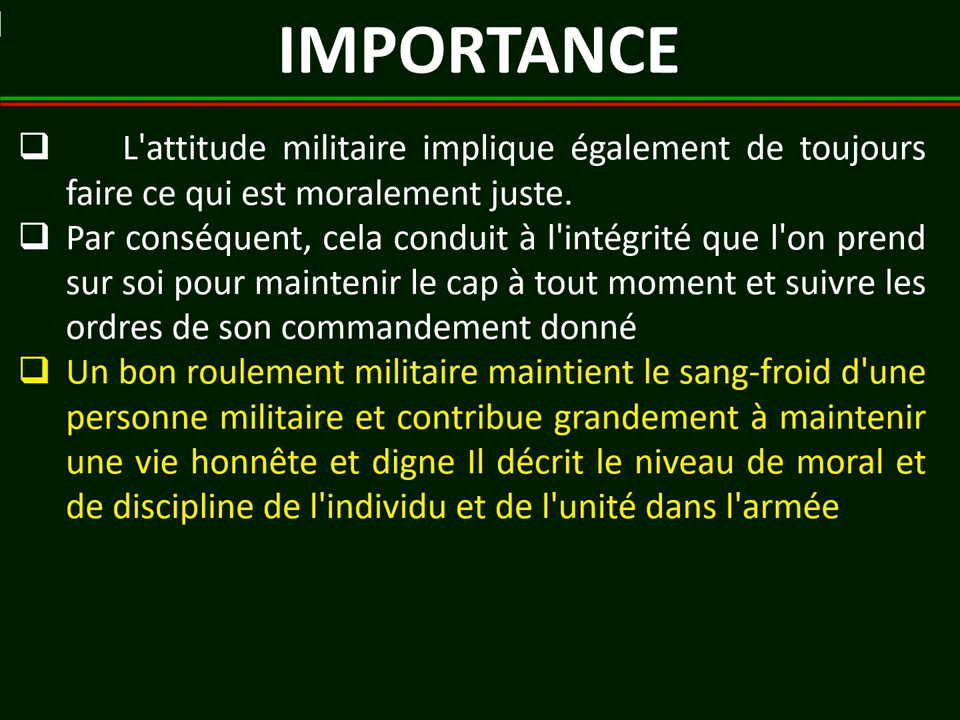 IMPORTANCE
L'attitude militaire implique également de toujours
faire ce qui est moralement juste.
Par conséquent, cela conduit à l'intégrité que l'on prend
sur soi pour maintenir le cap à tout moment et suivre les
ordres de son commandement donné
Un bon roulement militaire maintient le sang-froid d'une
personne militaire et contribue grandement à maintenir
une vie honnête et digne Il décrit le niveau de moral et
de discipline de l'individu et de l'unité dans l'armée